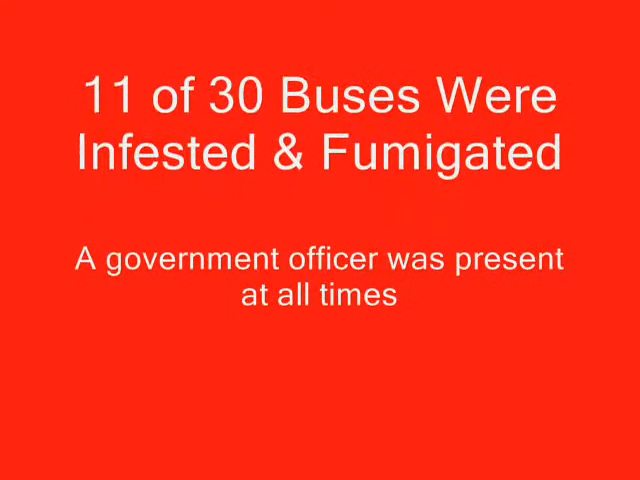 11 of 30 Buses Were
Infested & Fumigated
A government officer was present
at all times